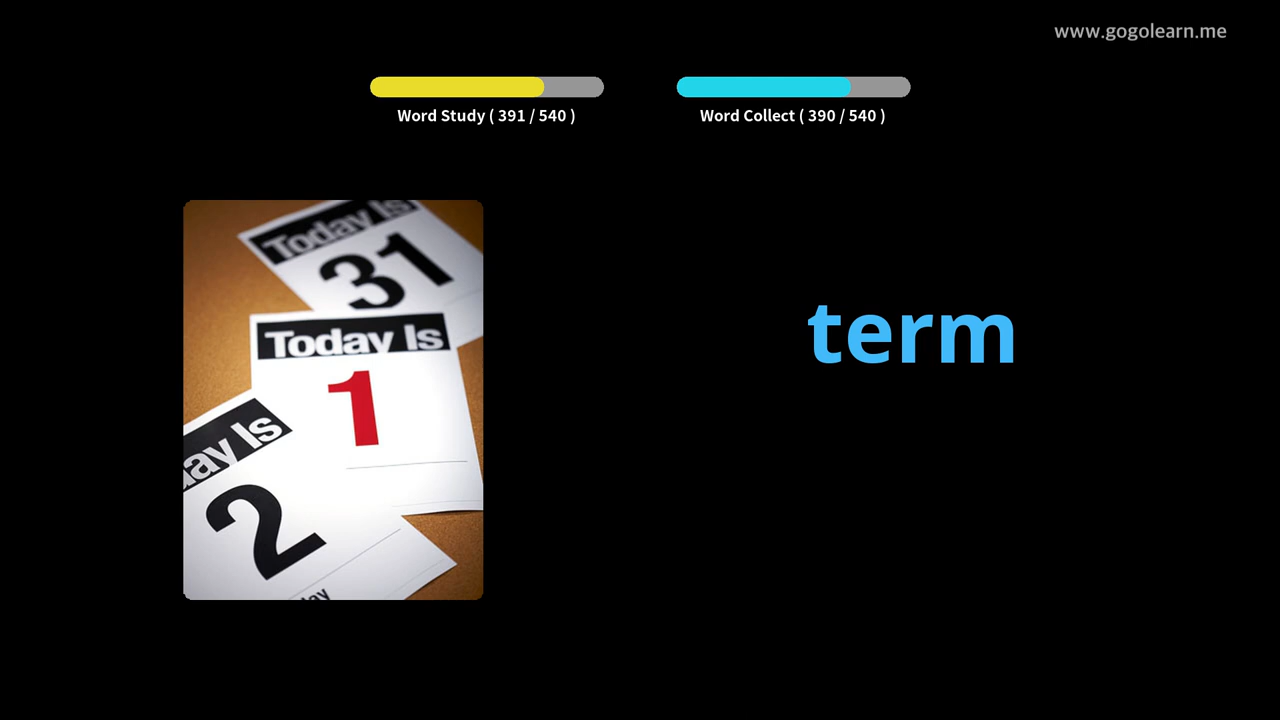 www.gogolearn.me
Word Study ( 391 / 540 )
Word Collect ( 390 / 540 )
Today Is
31
Today Is
1
ay Is
2
ay
term